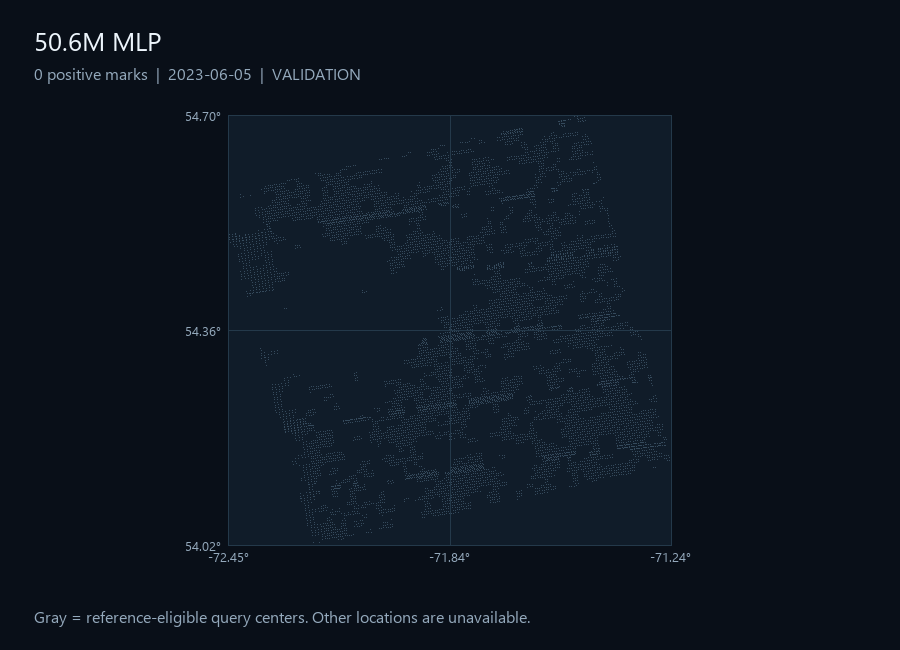 50.6M MLP
0 positive marks | 2023-06-05 | VALIDATION
54.70°
54.36°
54.02°
-72.45°
-71.84°
-71.24°
Gray = reference-eligible query centers. Other locations are unavailable.